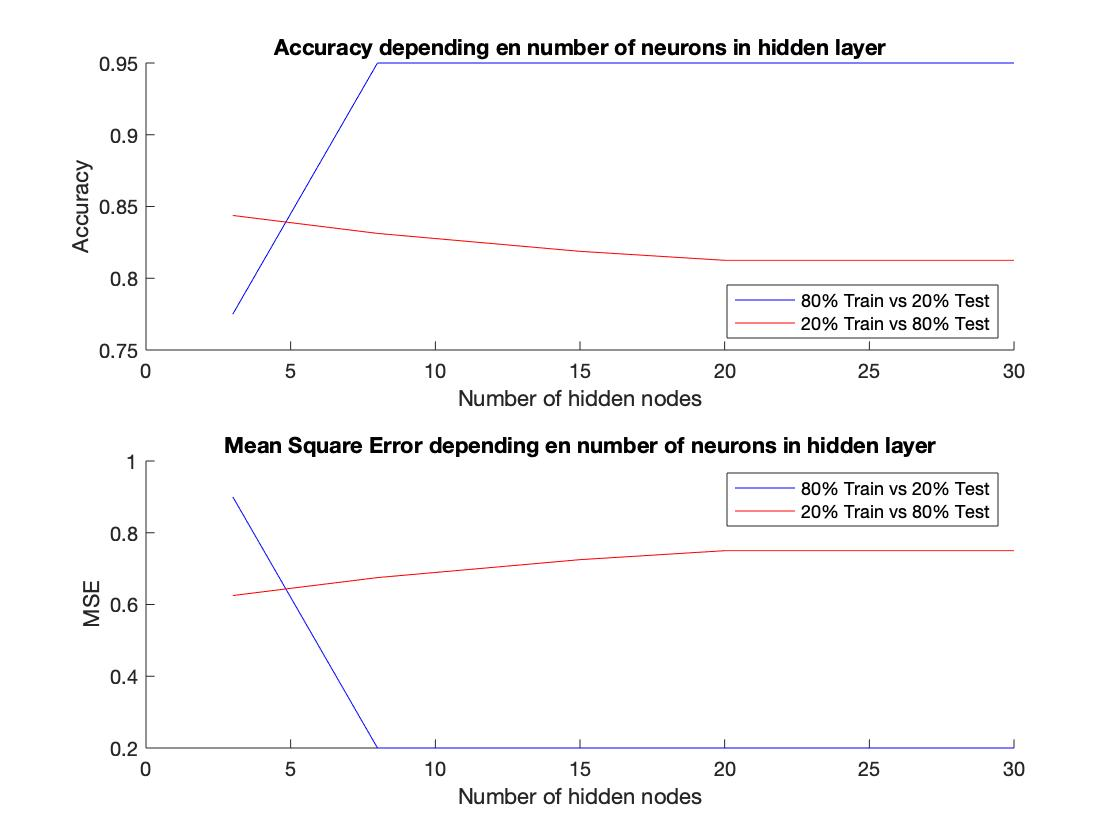 Accuracy depending en number of neurons in hidden layer
0.95
0.9
0.85
0.8
0.75
Accuracy
80% Train vs 20% Test
20% Train vs 80% Test
0 5 10 15 20 25 30
Number of hidden nodes
Mean Square Error depending en number of neurons in hidden layer
1
0.8
0.6
0.4
0.2
MSE
80% Train vs 20% Test
20% Train vs 80% Test
0 5 10 15 20 25 30
Number of hidden nodes